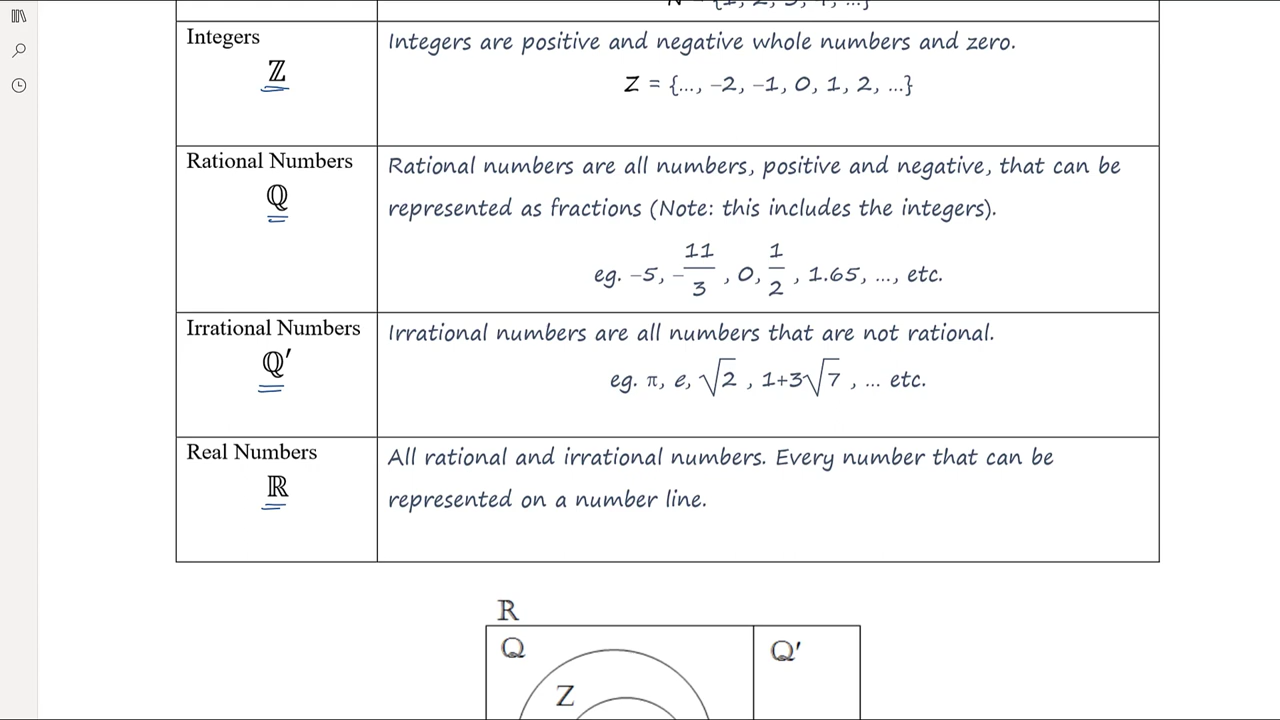 N = {1, 2, 3, 4, ...}
Integers
ℤ
Integers are positive and negative whole numbers and zero.
Z = {..., −2, −1, 0, 1, 2, ...}
Rational Numbers
ℚ
Rational numbers are all numbers, positive and negative, that can be
represented as fractions (Note: this includes the integers).
eg. −5, −11/3 , 0, 1/2 , 1.65, ..., etc.
Irrational Numbers
ℚ′
Irrational numbers are all numbers that are not rational.
eg. π, e, √2 , 1+3√7 , ... etc.
Real Numbers
ℝ
All rational and irrational numbers. Every number that can be
represented on a number line.
ℝ
ℚ
ℚ′
Z